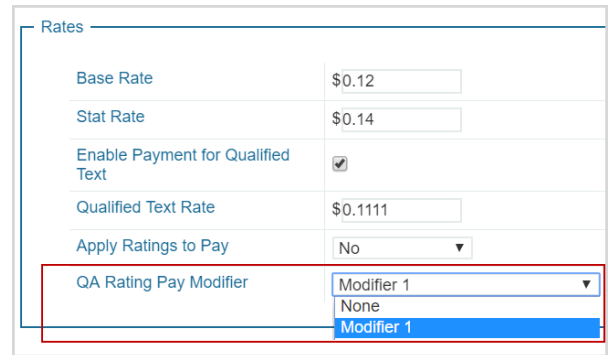 Rates
Base Rate $0.12
Stat Rate $0.14
Enable Payment for Qualified
Text
Qualified Text Rate $0.1111
Apply Ratings to Pay No
QA Rating Pay Modifier Modifier 1
None
Modifier 1